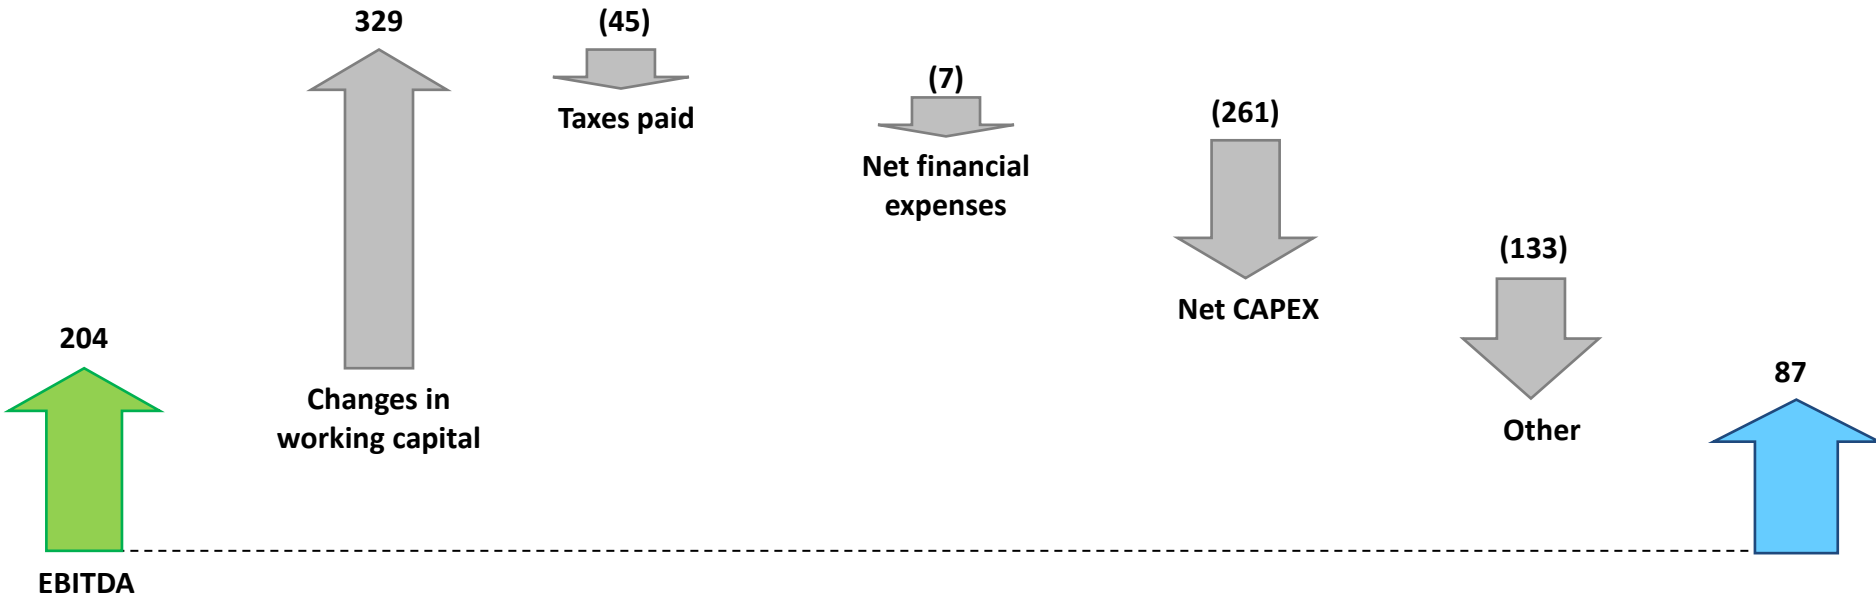 204
EBITDA
329
Changes in
working capital
(45)
Taxes paid
(7)
Net financial
expenses
(261)
Net CAPEX
(133)
Other
87